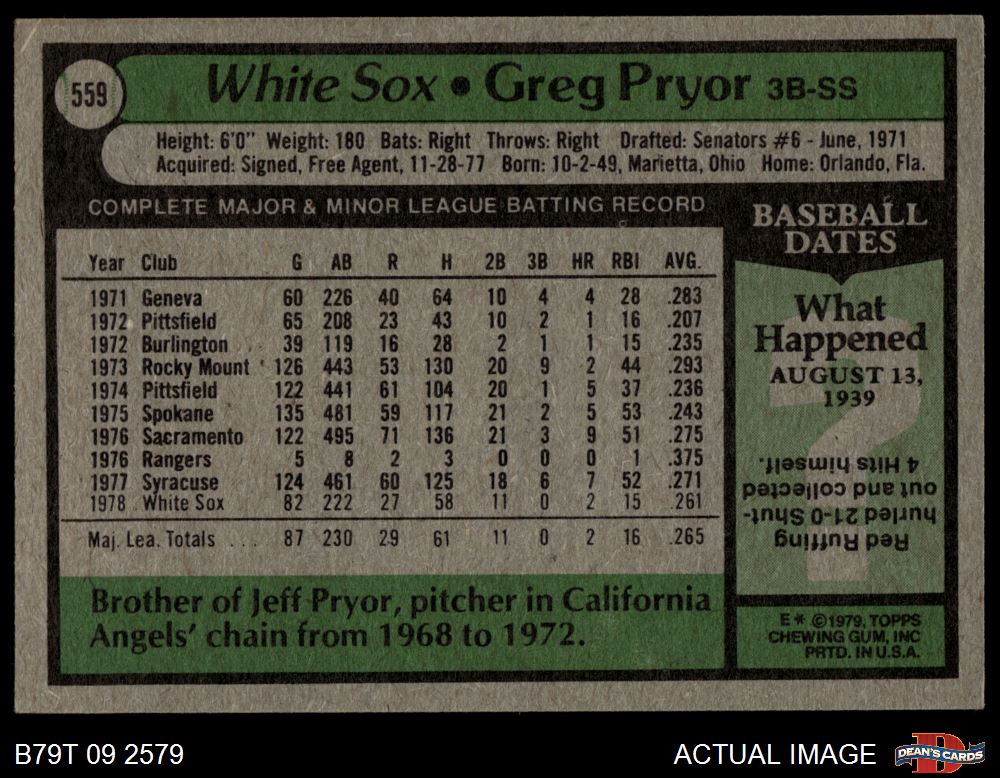 559
White Sox • Greg Pryor 3B-SS
Height: 6'0" Weight: 180 Bats: Right Throws: Right Drafted: Senators #6 - June, 1971
Acquired: Signed, Free Agent, 11-28-77 Born: 10-2-49, Marietta, Ohio Home: Orlando, Fla.
COMPLETE MAJOR & MINOR LEAGUE BATTING RECORD
Year Club G AB R H 2B 3B HR RBI AVG.
1971 Geneva 60 226 40 64 10 4 4 28 .283
1972 Pittsfield 65 208 23 43 10 2 1 16 .207
1972 Burlington 39 119 16 28 2 1 1 15 .235
1973 Rocky Mount 126 443 53 130 20 9 2 44 .293
1974 Pittsfield 122 441 61 104 20 1 5 37 .236
1975 Spokane 135 481 59 117 21 2 5 53 .243
1976 Sacramento 122 495 71 136 21 3 9 51 .275
1976 Rangers 5 8 2 3 0 0 0 1 .375
1977 Syracuse 124 461 60 125 18 6 7 52 .271
1978 White Sox 82 222 27 58 11 0 2 15 .261
Maj. Lea. Totals . . . 87 230 29 61 11 0 2 16 .265
Brother of Jeff Pryor, pitcher in California
Angels' chain from 1968 to 1972.
BASEBALL
DATES
What
Happened
AUGUST 13,
1939
?
Red Ruffing
hurled 21-0 Shut-
out and collected
4 Hits himself.
E* ©1979, TOPPS
CHEWING GUM, INC
PRTD. IN U.S.A.
B79T 09 2579
ACTUAL IMAGE
DEAN'S CARDS